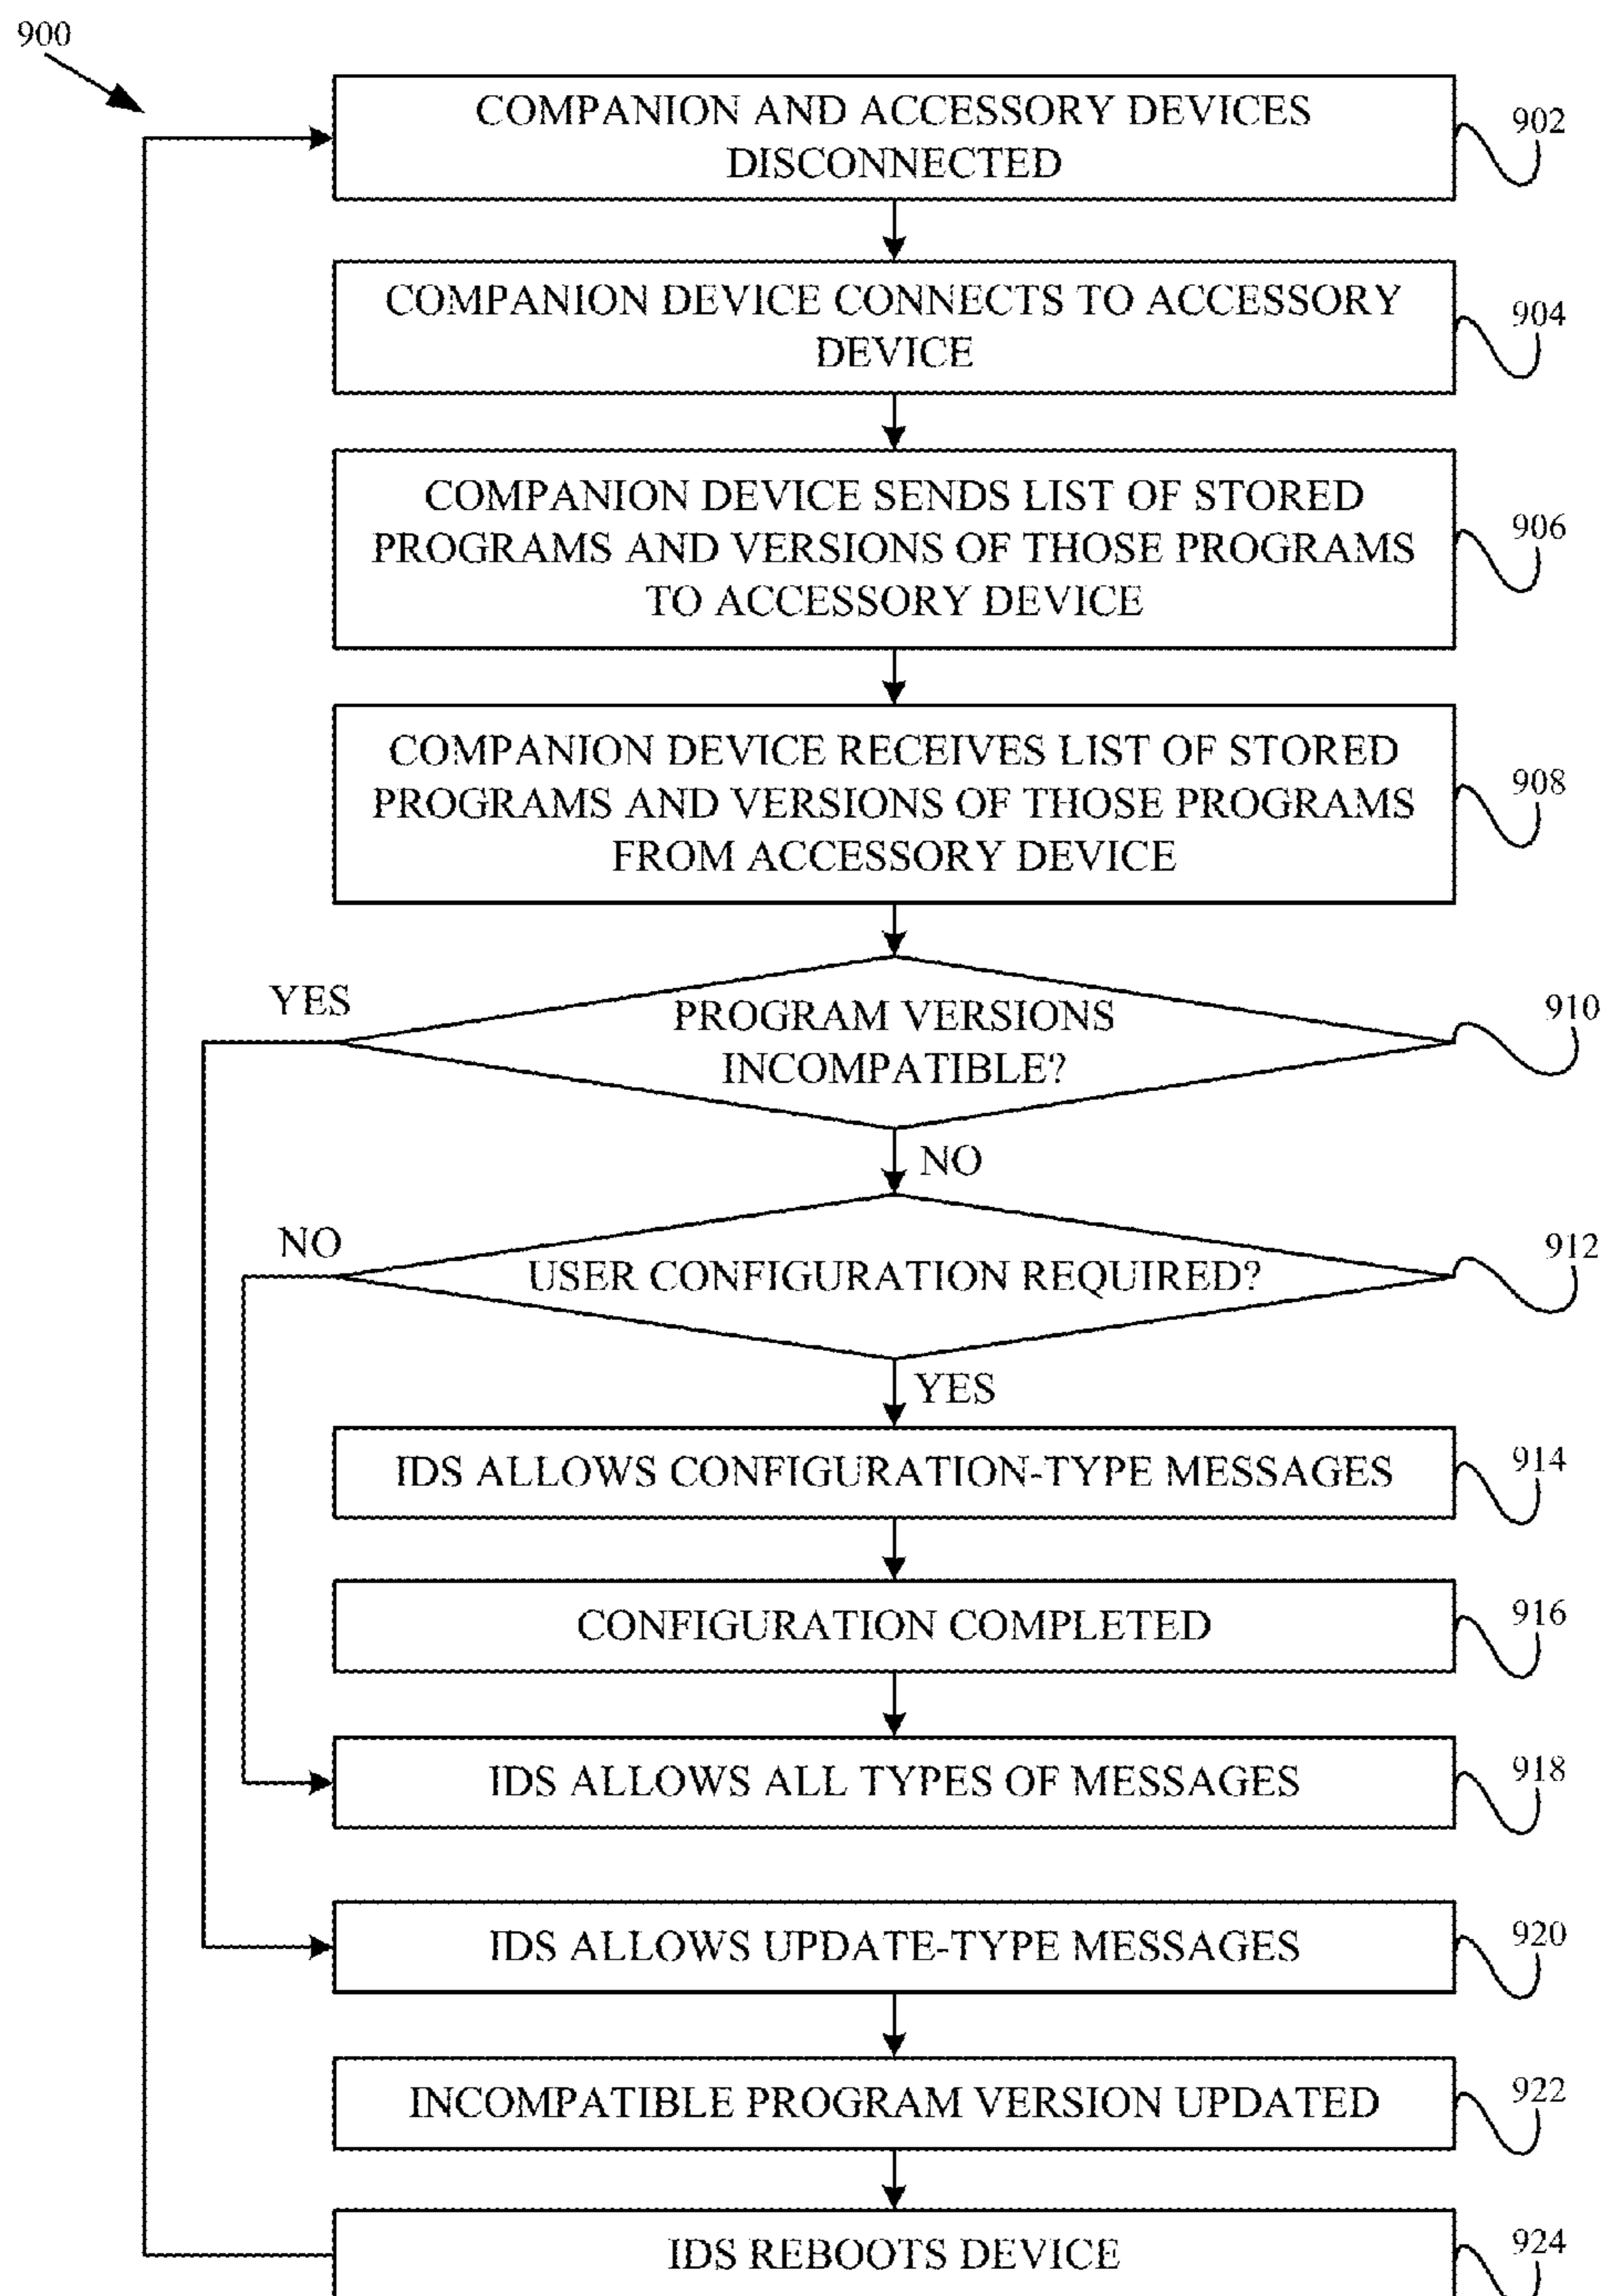 900
COMPANION AND ACCESSORY DEVICES
DISCONNECTED
902
COMPANION DEVICE CONNECTS TO ACCESSORY
DEVICE
904
COMPANION DEVICE SENDS LIST OF STORED
PROGRAMS AND VERSIONS OF THOSE PROGRAMS
TO ACCESSORY DEVICE
906
COMPANION DEVICE RECEIVES LIST OF STORED
PROGRAMS AND VERSIONS OF THOSE PROGRAMS
FROM ACCESSORY DEVICE
908
YES
PROGRAM VERSIONS
INCOMPATIBLE?
910
NO
NO
USER CONFIGURATION REQUIRED?
912
YES
IDS ALLOWS CONFIGURATION-TYPE MESSAGES
914
CONFIGURATION COMPLETED
916
IDS ALLOWS ALL TYPES OF MESSAGES
918
IDS ALLOWS UPDATE-TYPE MESSAGES
920
INCOMPATIBLE PROGRAM VERSION UPDATED
922
IDS REBOOTS DEVICE
924